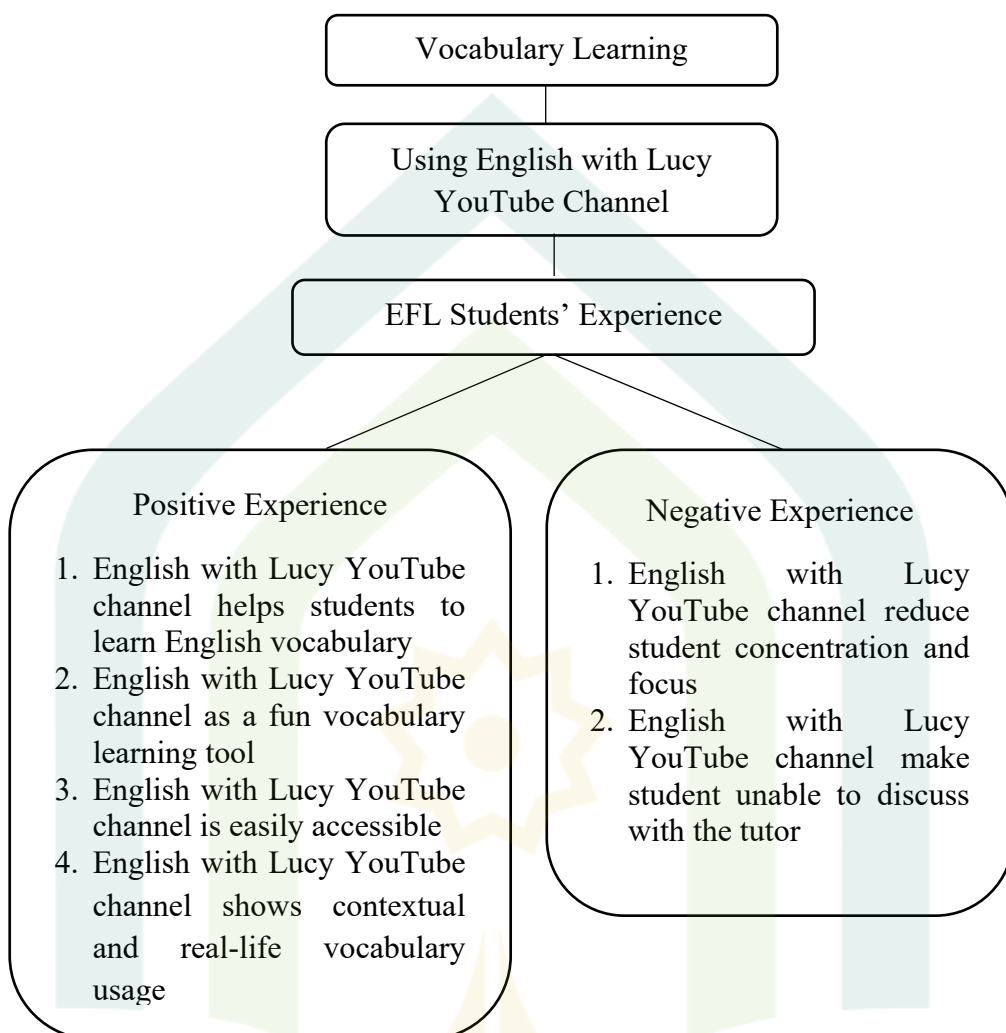 Vocabulary Learning
Using English with Lucy
YouTube Channel
EFL Students’ Experience
Positive Experience
1. English with Lucy YouTube
channel helps students to
learn English vocabulary
2. English with Lucy YouTube
channel as a fun vocabulary
learning tool
3. English with Lucy YouTube
channel is easily accessible
4. English with Lucy YouTube
channel shows contextual
and real-life vocabulary
usage
Negative Experience
1. English with Lucy
YouTube channel reduce
student concentration and
focus
2. English with Lucy
YouTube channel make
student unable to discuss
with the tutor